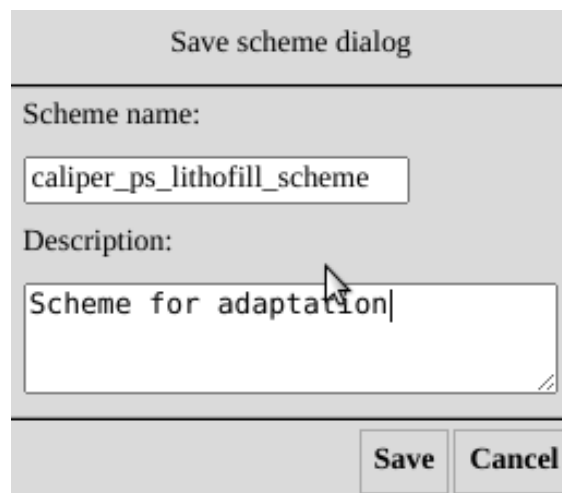 Save scheme dialog
Scheme name:
caliper_ps_lithofill_scheme
Description:
Scheme for adaptation
Save Cancel